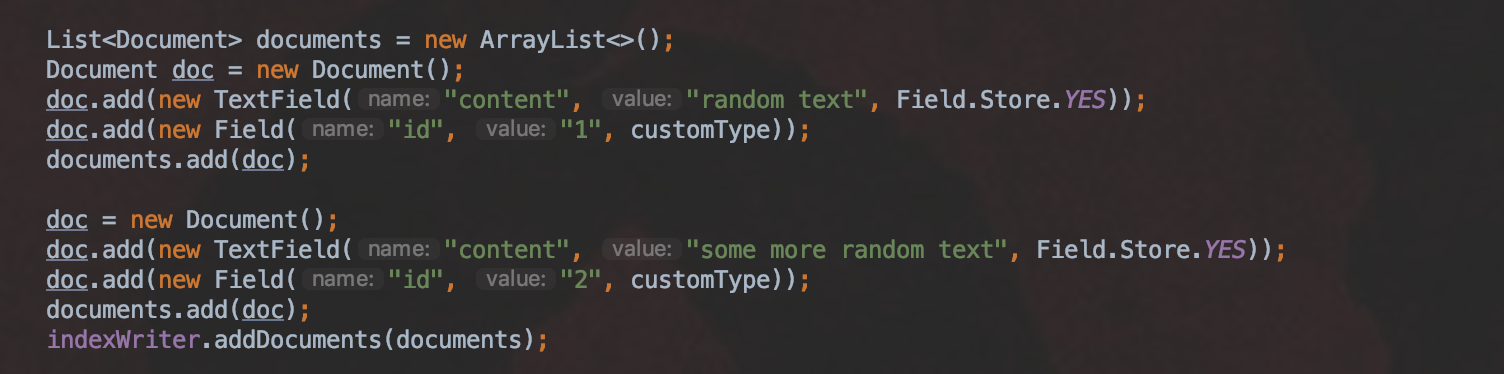 List<Document> documents = new ArrayList<>();
Document doc = new Document();
doc.add(new TextField( name: "content", value: "random text", Field.Store.YES));
doc.add(new Field( name: "id", value: "1", customType));
documents.add(doc);
doc = new Document();
doc.add(new TextField( name: "content", value: "some more random text", Field.Store.YES));
doc.add(new Field( name: "id", value: "2", customType));
documents.add(doc);
indexWriter.addDocuments(documents);